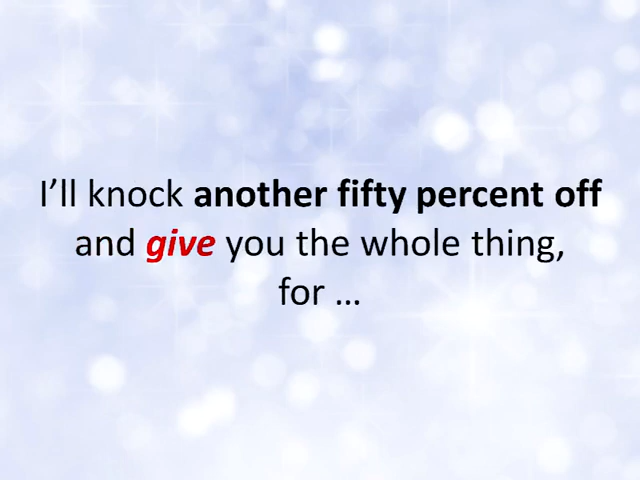 I’ll knock another fifty percent off
and give you the whole thing,
for …